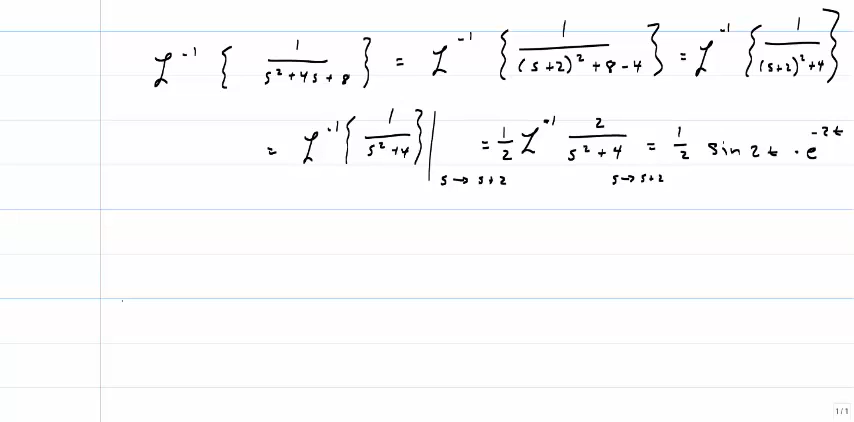 ℒ⁻¹ { 1/(s² + 4s + 8) } = ℒ⁻¹ { 1/((s+2)² + 8 - 4) } = ℒ⁻¹ { 1/((s+2)² + 4) }
= ℒ⁻¹ { 1/(s² + 4) } |_{s → s+2} = 1/2 ℒ⁻¹ 2/(s² + 4) _{s → s+2} = 1/2 sin 2t · e^{-2t}
1/1